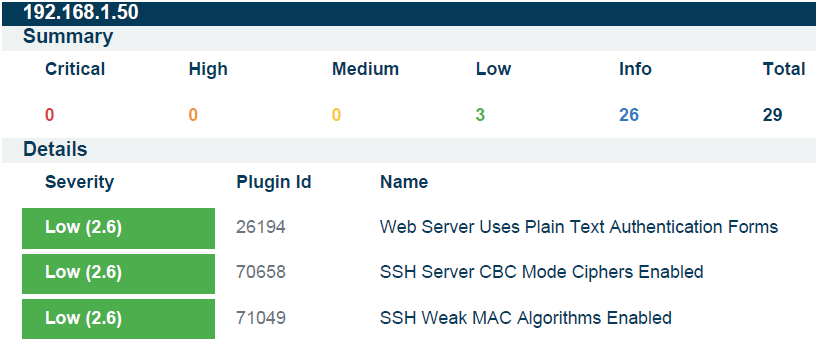 192.168.1.50
Summary
Critical High Medium Low Info Total
0 0 0 3 26 29
Details
Severity Plugin Id Name
Low (2.6) 26194 Web Server Uses Plain Text Authentication Forms
Low (2.6) 70658 SSH Server CBC Mode Ciphers Enabled
Low (2.6) 71049 SSH Weak MAC Algorithms Enabled